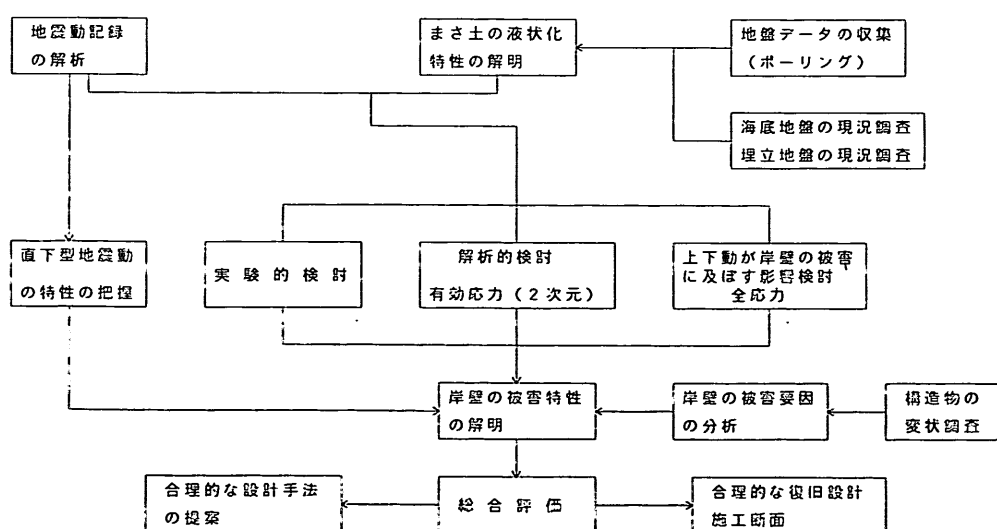 地震動記録
の解析
まさ土の液状化
特性の解明
地盤データの収集
(ボーリング)
海底地盤の現況調査
埋立地盤の現況調査
直下型地震動
の特性の把握
実験的検討
解析的検討
有効応力(2次元)
上下動が岸壁の被害
に及ぼす影響検討
全応力
岸壁の被害特性
の解明
岸壁の被害要因
の分析
構造物の
変状調査
合理的な設計手法
の提案
総合評価
合理的な復旧設計
施工断面